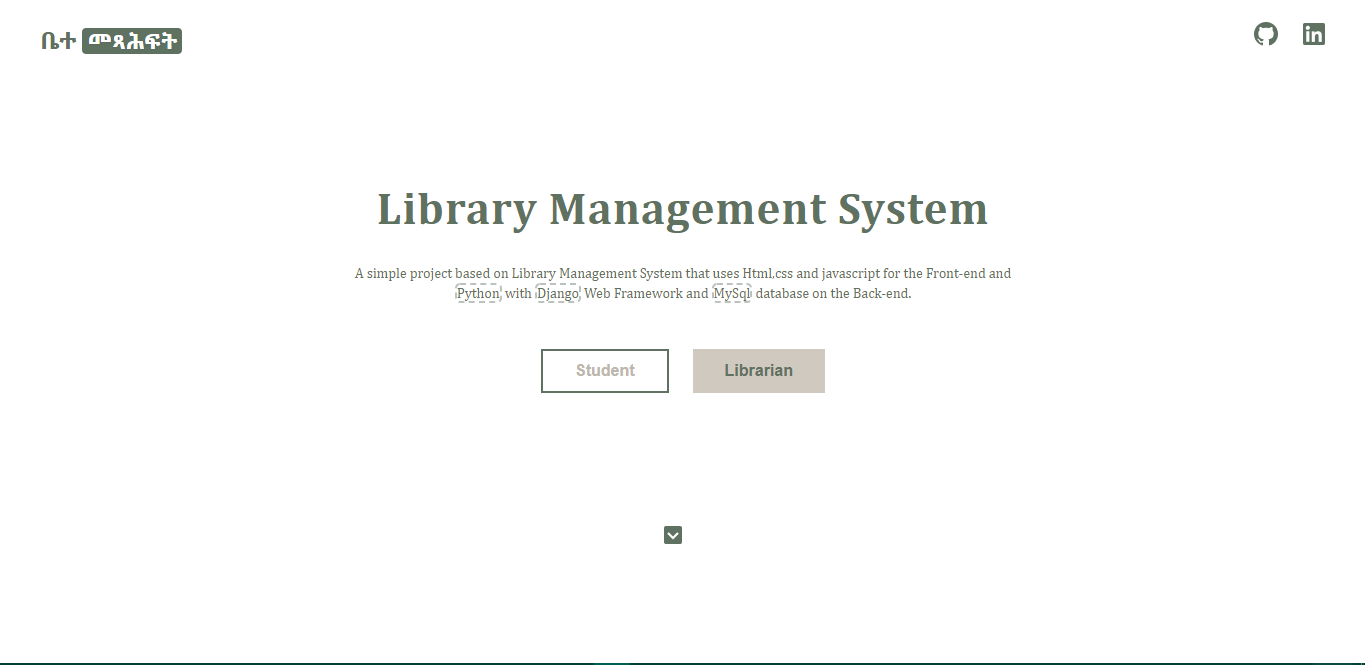 ቤተ መጻሕፍት
Library Management System
A simple project based on Library Management System that uses Html,css and javascript for the Front-end and
Python with Django Web Framework and MySql database on the Back-end.
Student
Librarian